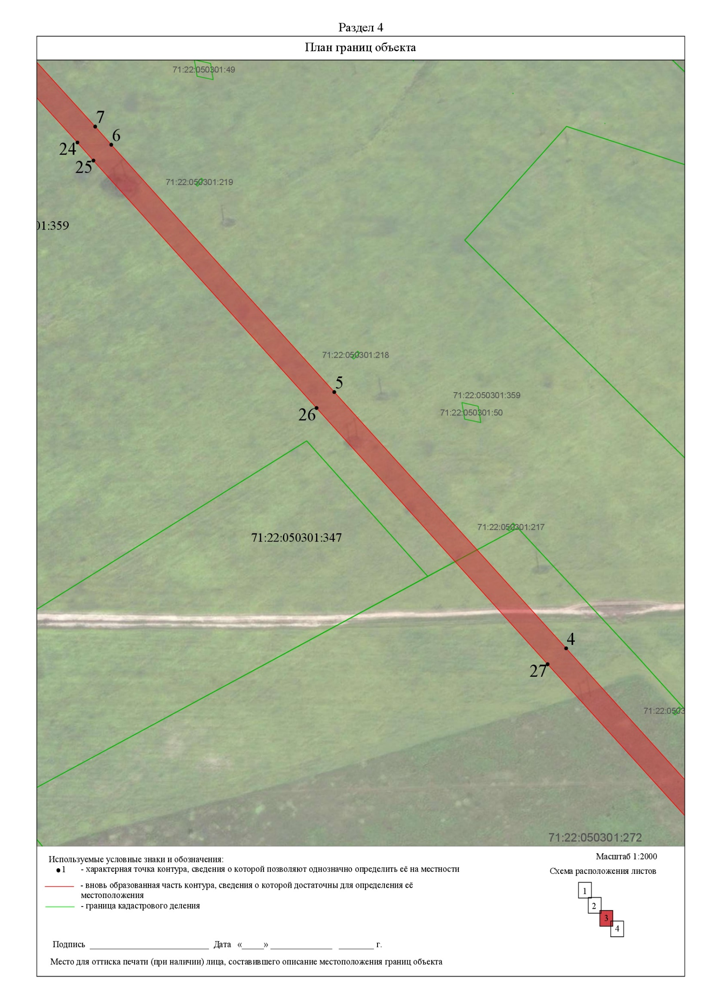 Раздел 4
План границ объекта
71:22:050301:49
7
6
24
25
71:22:050301:219
01:359
71:22:050301:218
5
71:22:050301:359
26
71:22:050301:50
71:22:050301:217
71:22:050301:347
4
27
71:22:0503
71:22:050301:272
Используемые условные знаки и обозначения:
Масштаб 1:2000
1 - характерная точка контура, сведения о которой позволяют однозначно определить её на местности
Схема расположения листов
- вновь образованная часть контура, сведения о которой достаточны для определения её
местоположения
- граница кадастрового деления
1
2
3
4
Подпись ____________ Дата «____» ____________ ______ г.
Место для оттиска печати (при наличии) лица, составившего описание местоположения границ объекта